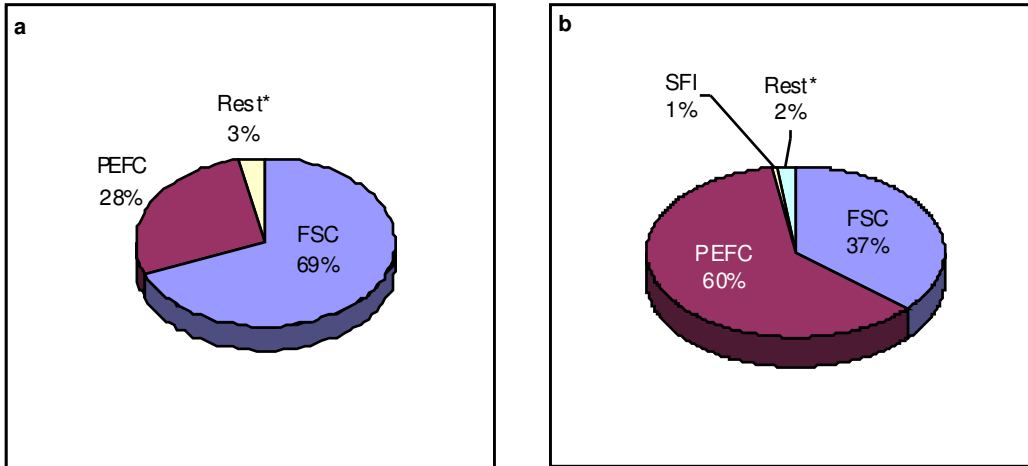 a
Rest*
3%
PEFC
28%
FSC
69%
b
SFI
1%
Rest*
2%
FSC
37%
PEFC
60%